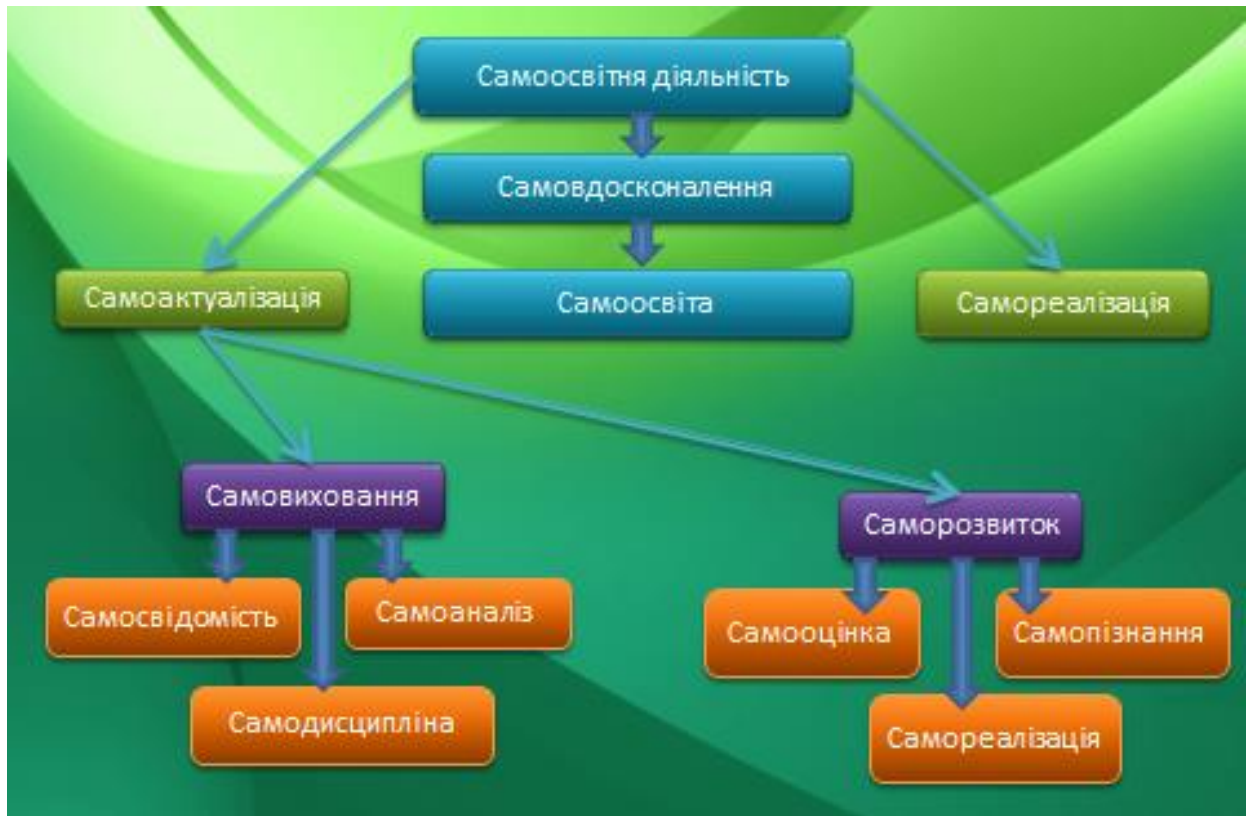 Самоосвітня діяльність
Самовдосконалення
Самоактуалізація
Самоосвіта
Самореалізація
Самовиховання
Саморозвиток
Самосвідомість
Самоаналіз
Самооцінка
Самопізнання
Самодисципліна
Самореалізація